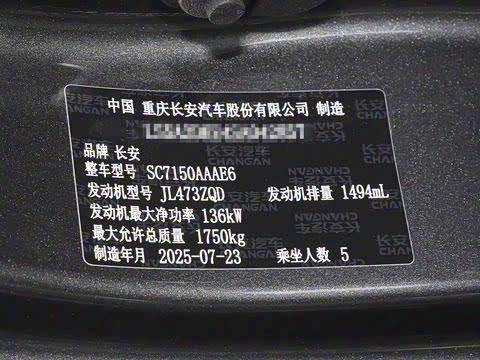 中国 重庆长安汽车股份有限公司 制造
品牌 长安
整车型号 SC7150AAAE6
发动机型号 JL473ZQD 发动机排量 1494mL
发动机最大净功率 136kW
最大允许总质量 1750kg
制造年月 2025-07-23 乘坐人数 5